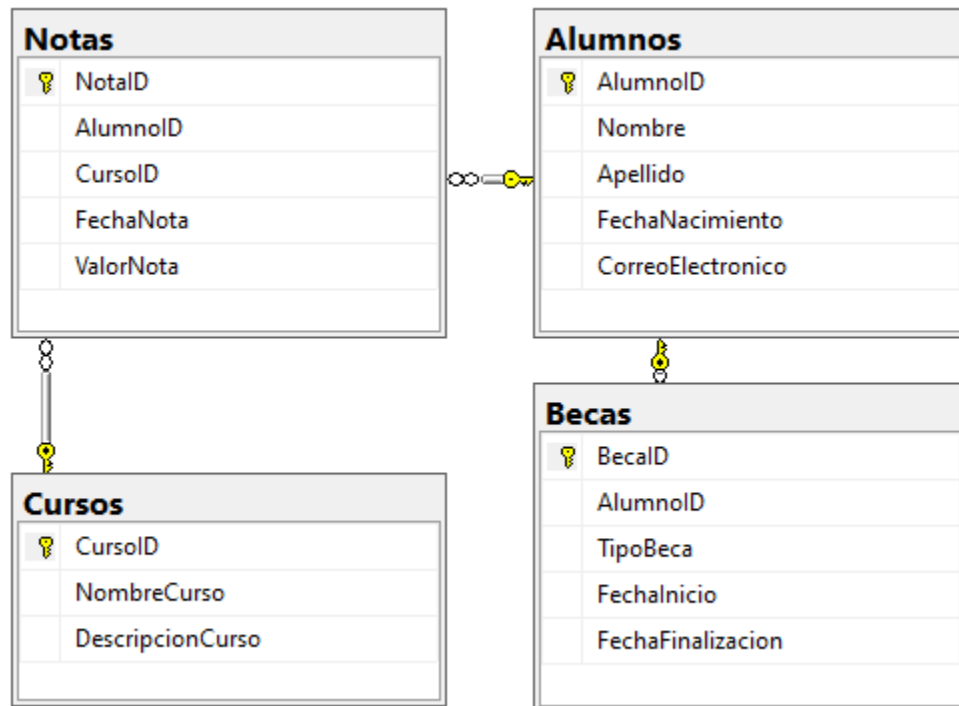 Notas
NotaID
AlumnoID
CursoID
FechaNota
ValorNota
Alumnos
AlumnoID
Nombre
Apellido
FechaNacimiento
CorreoElectronico
Cursos
CursoID
NombreCurso
DescripcionCurso
Becas
BecaID
AlumnoID
TipoBeca
FechaInicio
FechaFinalizacion